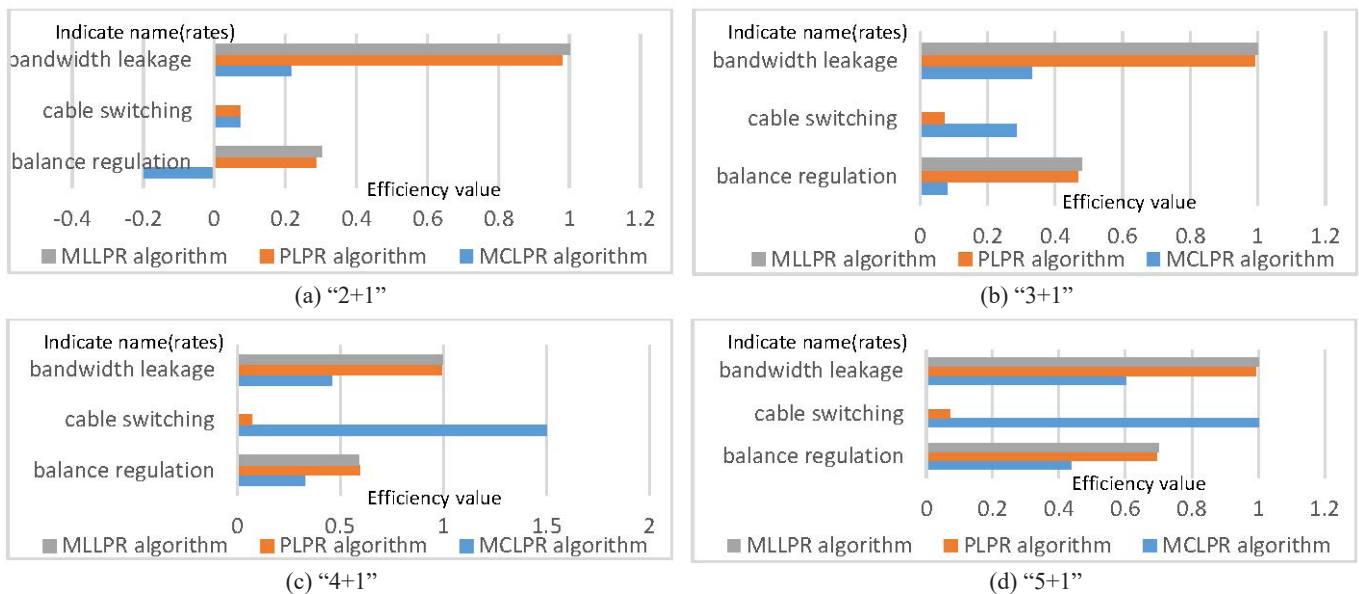 Indicate name(rates)
bandwidth leakage
cable switching
balance regulation
Efficiency value
-0.4 -0.2 0 0.2 0.4 0.6 0.8 1 1.2
MLLPR algorithm PLPR algorithm MCLPR algorithm
(a) “2+1”
Indicate name(rates)
bandwidth leakage
cable switching
balance regulation
Efficiency value
0 0.2 0.4 0.6 0.8 1 1.2
MLLPR algorithm PLPR algorithm MCLPR algorithm
(b) “3+1”
Indicate name(rates)
bandwidth leakage
cable switching
balance regulation
Efficiency value
0 0.5 1 1.5 2
MLLPR algorithm PLPR algorithm MCLPR algorithm
(c) “4+1”
Indicate name(rates)
bandwidth leakage
cable switching
balance regulation
Efficiency value
0 0.2 0.4 0.6 0.8 1 1.2
MLLPR algorithm PLPR algorithm MCLPR algorithm
(d) “5+1”